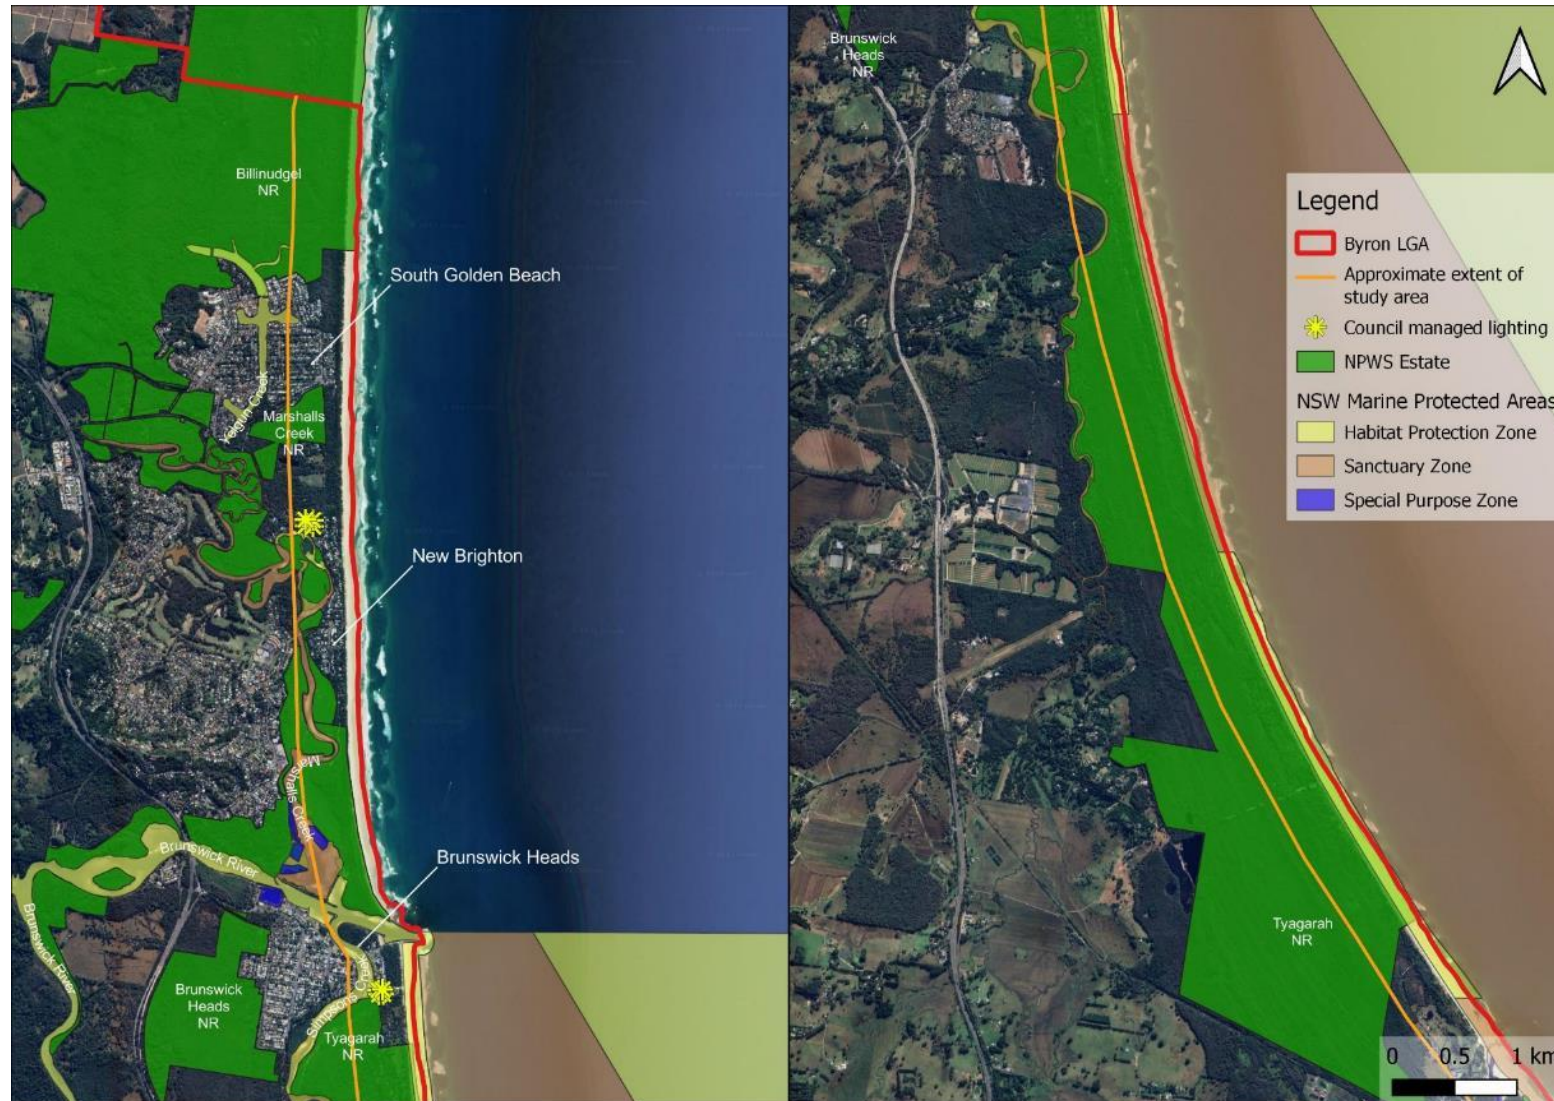 Billinudgel
NR
South Golden Beach
Yelgun Creek
Marshalls
Creek
NR
New Brighton
Marshalls Creek
Brunswick River
Brunswick Heads
Brunswick River
Brunswick
Heads
NR
Simpsons Creek
Tyagarah
NR
Brunswick
Heads
NR
Legend
Byron LGA
Approximate extent of
study area
Council managed lighting
NPWS Estate
NSW Marine Protected Areas
Habitat Protection Zone
Sanctuary Zone
Special Purpose Zone
Tyagarah
NR
0 0.5 1 km